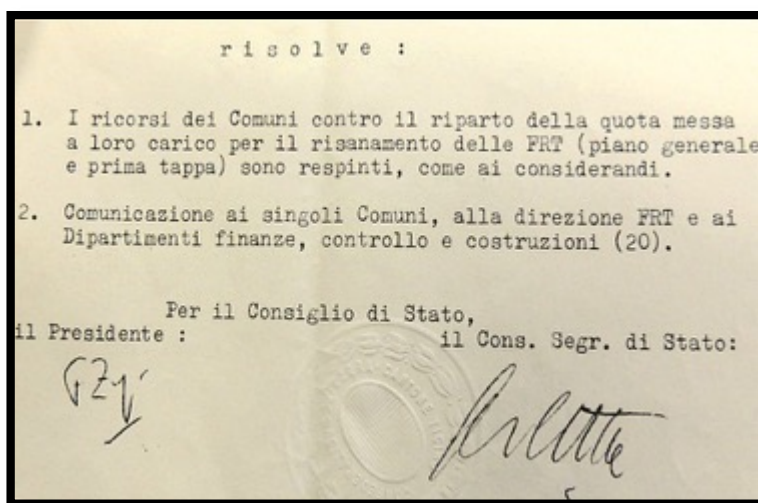 r i s o l v e :
1. I ricorsi dei Comuni contro il riparto della quota messa
a loro carico per il risanamento delle FRT (piano generale
e prima tappa) sono respinti, come ai considerandi.
2. Comunicazione ai singoli Comuni, alla direzione FRT e ai
Dipartimenti finanze, controllo e costruzioni (20).
Per il Consiglio di Stato,
il Presidente :
il Cons. Segr. di Stato: